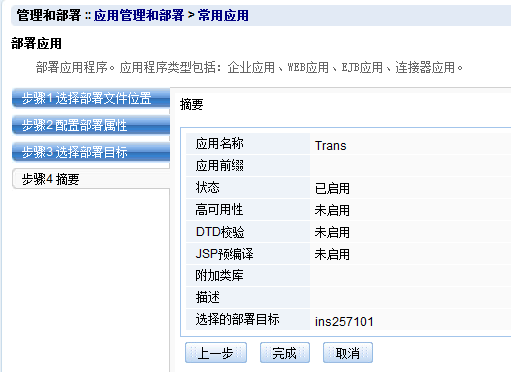 管理和部署 :: 应用管理和部署 > 常用应用
部署应用
部署应用程序。应用程序类型包括：企业应用、WEB应用、EJB应用、连接器应用。
步骤1 选择部署文件位置
步骤2 配置部署属性
步骤3 选择部署目标
步骤4 摘要
摘要
应用名称 Trans
应用前缀
状态 已启用
高可用性 未启用
DTD校验 未启用
JSP预编译 未启用
附加类库
描述
选择的部署目标 ins257101
上一步 完成 取消